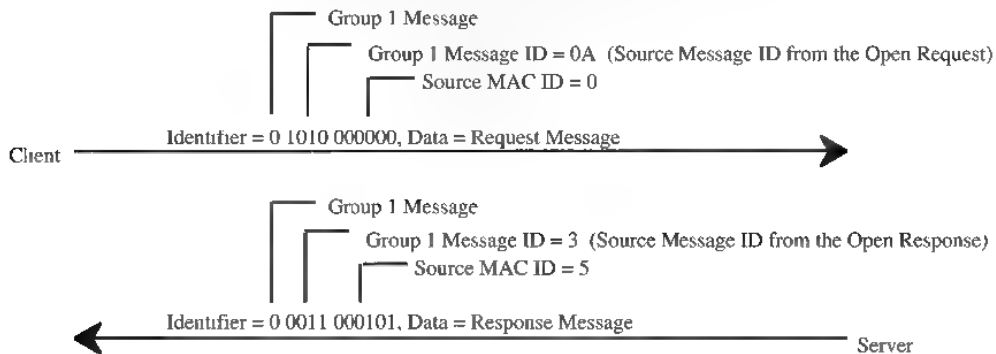 Group 1 Message
Group 1 Message ID = 0A (Source Message ID from the Open Request)
Source MAC ID = 0
Identifier = 0 1010 000000, Data = Request Message
Client
Group 1 Message
Group 1 Message ID = 3 (Source Message ID from the Open Response)
Source MAC ID = 5
Identifier = 0 0011 000101, Data = Response Message
Server